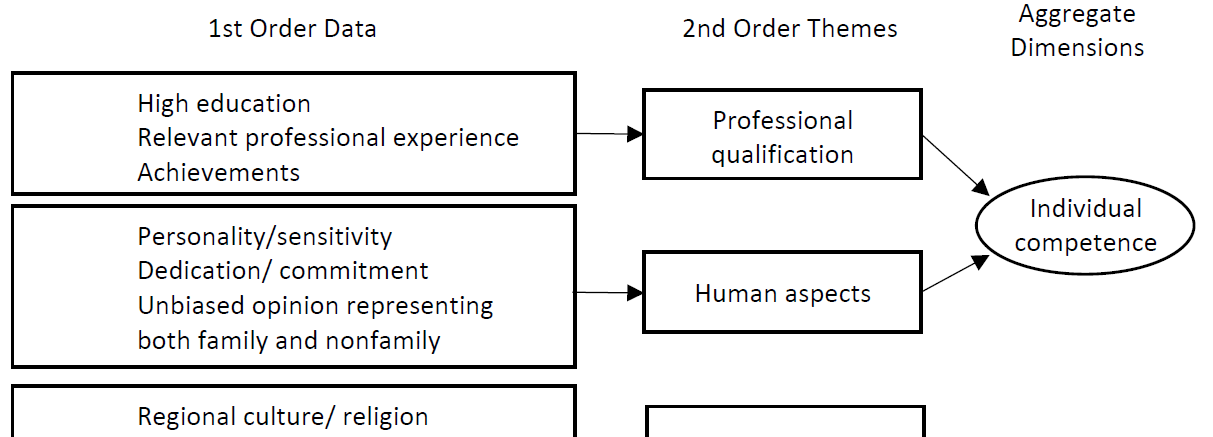 1st Order Data
2nd Order Themes
Aggregate
Dimensions
High education
Relevant professional experience
Achievements
Professional
qualification
Individual
competence
Personality/sensitivity
Dedication/ commitment
Unbiased opinion representing
both family and nonfamily
Human aspects
Regional culture/ religion